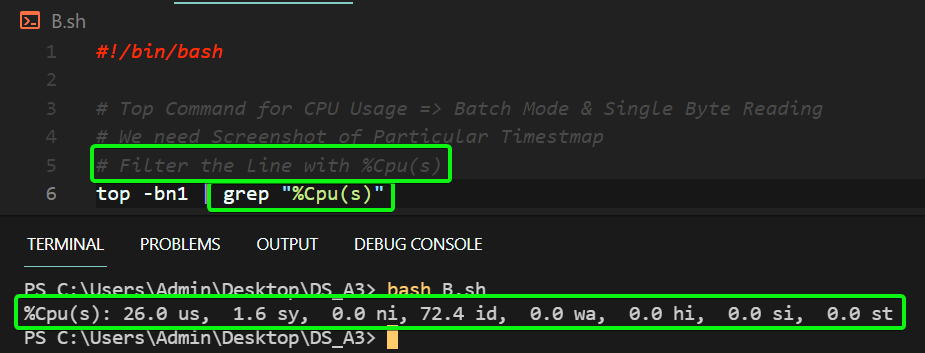 B.sh
1 #!/bin/bash
2
3 # Top Command for CPU Usage => Batch Mode & Single Byte Reading
4 # We need Screenshot of Particular Timestmap
5 # Filter the Line with %Cpu(s)
6 top -bn1 | grep "%Cpu(s)"
TERMINAL PROBLEMS OUTPUT DEBUG CONSOLE
PS C:\Users\Admin\Desktop\DS_A3> bash B.sh
%Cpu(s): 26.0 us,  1.6 sy,  0.0 ni, 72.4 id,  0.0 wa,  0.0 hi,  0.0 si,  0.0 st
PS C:\Users\Admin\Desktop\DS_A3>